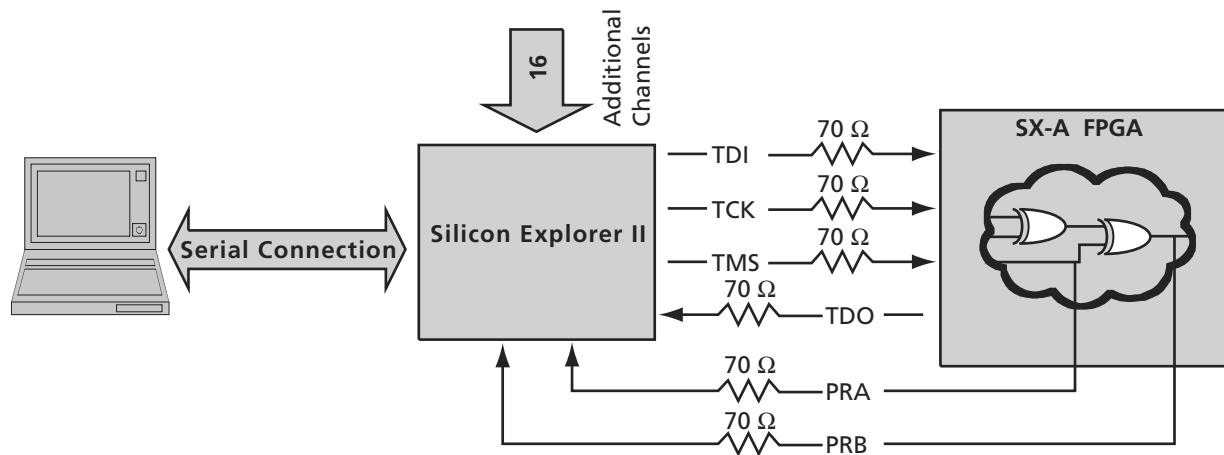 16
Additional
Channels
Serial Connection
Silicon Explorer II
70 Ω
TDI
70 Ω
TCK
70 Ω
TMS
70 Ω
TDO
70 Ω
PRA
70 Ω
PRB
SX-A FPGA